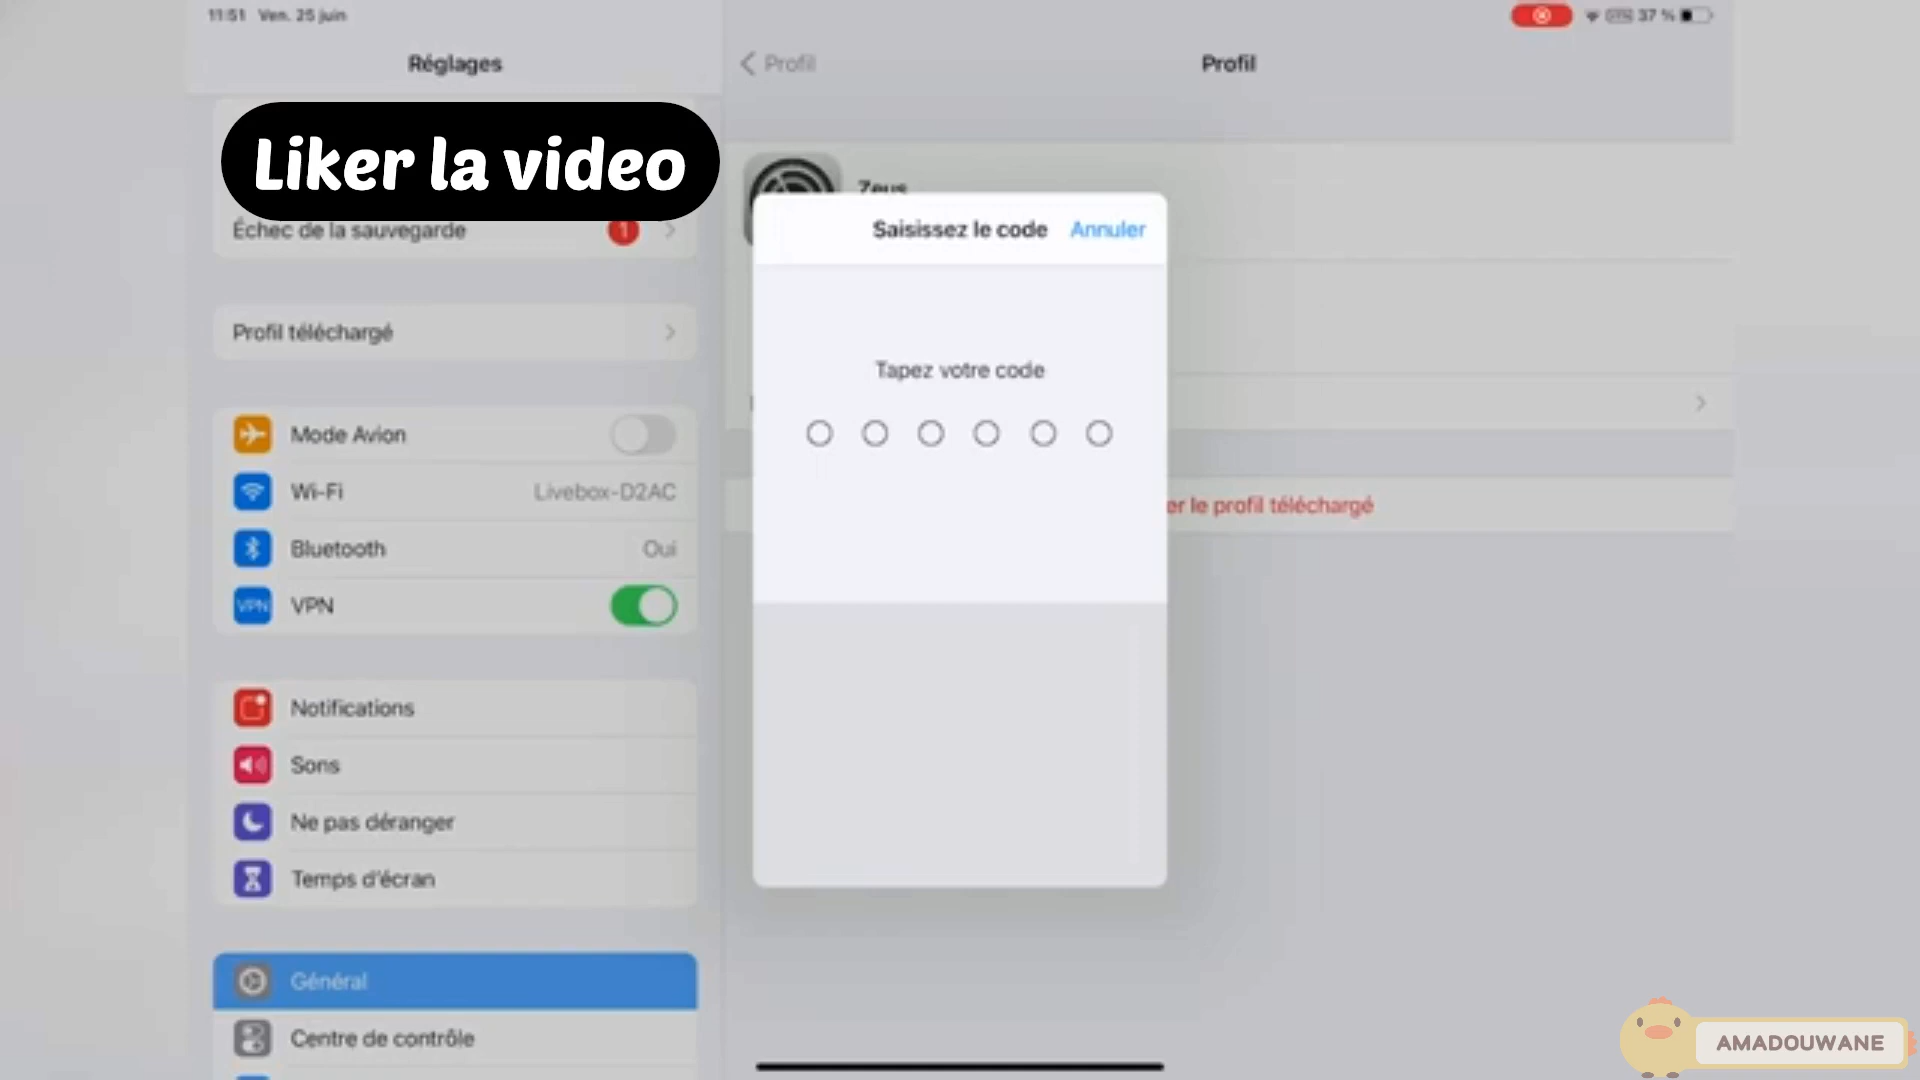 11:51 Ven. 25 juin
37 %
Réglages
Profil
Profil
Liker la video
Échec de la sauvegarde
1
Zeus
Saisissez le code
Annuler
Profil téléchargé
Tapez votre code
Mode Avion
Wi-Fi
Livebox-D2AC
er le profil téléchargé
Bluetooth
Oui
VPN
VPN
Notifications
Sons
Ne pas déranger
Temps d'écran
Général
Centre de contrôle
AMADOUWANE